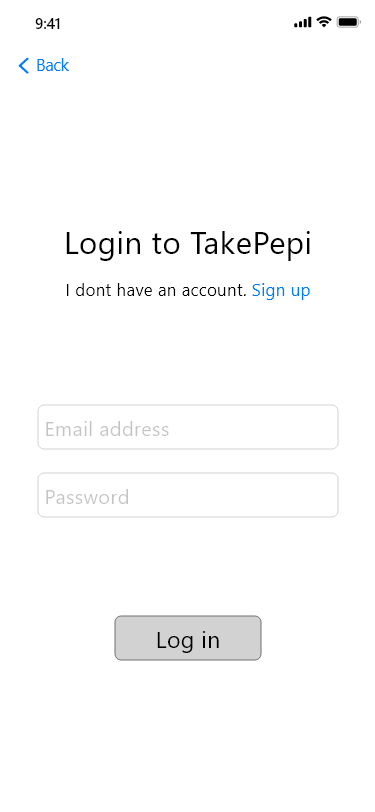 9:41
Back
Login to TakePepi
I dont have an account. Sign up
Email address
Password
Log in